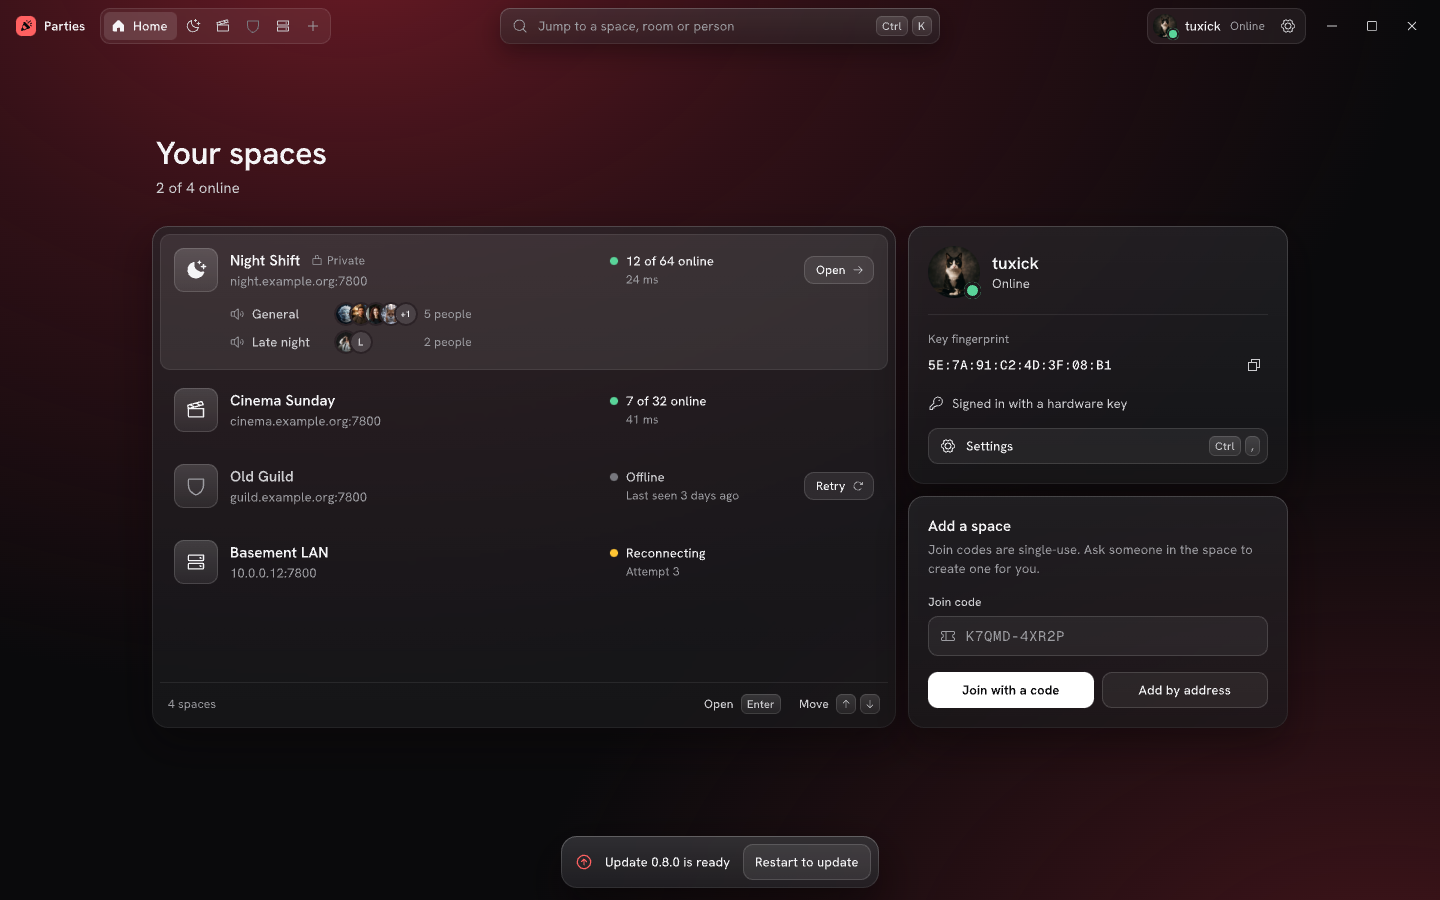 Parties
Home
Jump to a space, room or person
Ctrl K
tuxick Online
Your spaces
2 of 4 online
Night Shift Private
night.example.org:7800
12 of 64 online
24 ms
Open
General +1 5 people
Late night L 2 people
Cinema Sunday
cinema.example.org:7800
7 of 32 online
41 ms
Old Guild
guild.example.org:7800
Offline
Last seen 3 days ago
Retry
Basement LAN
10.0.0.12:7800
Reconnecting
Attempt 3
4 spaces
Open Enter Move ↑ ↓
tuxick
Online
Key fingerprint
5E:7A:91:C2:4D:3F:08:B1
Signed in with a hardware key
Settings Ctrl ,
Add a space
Join codes are single-use. Ask someone in the space to
create one for you.
Join code
K7QMD-4XR2P
Join with a code
Add by address
Update 0.8.0 is ready
Restart to update